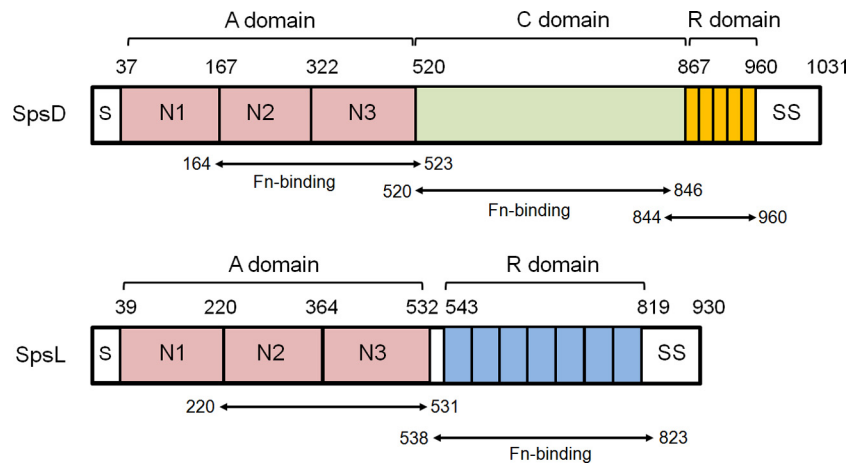 A domain C domain R domain
37 167 322 520 867 960 1031
SpsD S N1 N2 N3 SS
164 523
Fn-binding
520 846
Fn-binding
844 960
A domain R domain
39 220 364 532 543 819 930
SpsL S N1 N2 N3 SS
220 531
538 823
Fn-binding